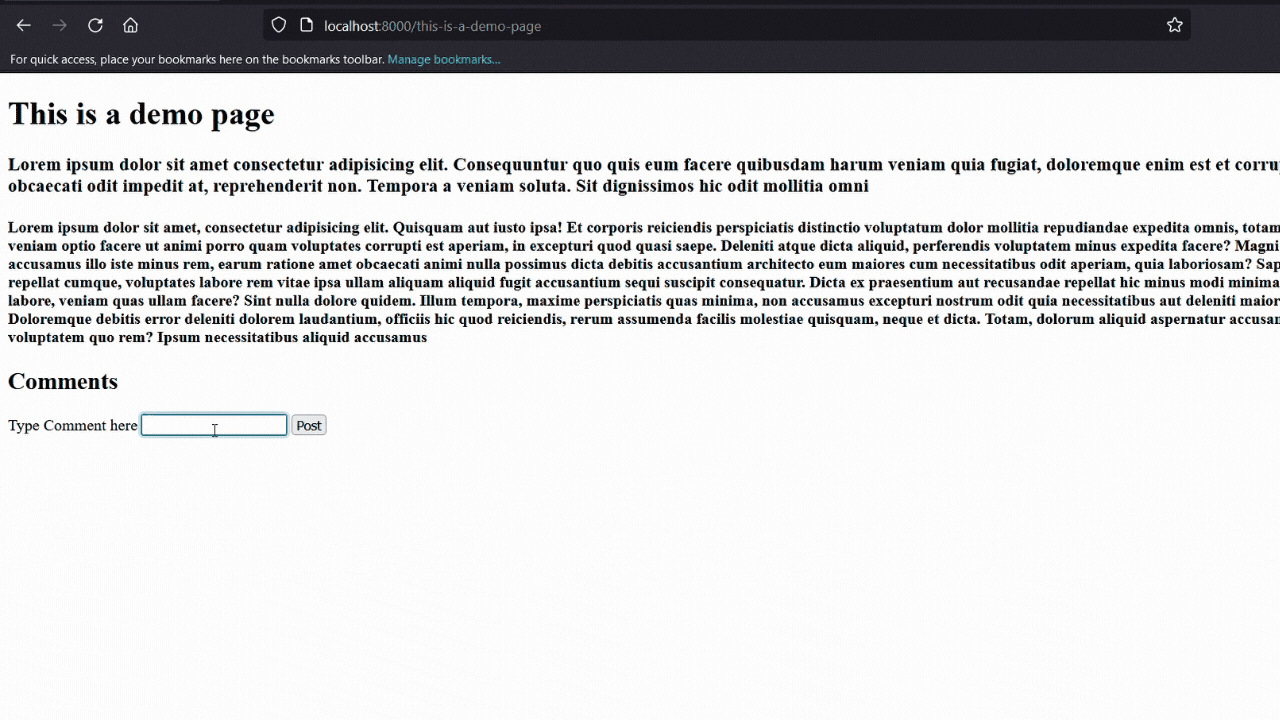 localhost:8000/this-is-a-demo-page
For quick access, place your bookmarks here on the bookmarks toolbar. Manage bookmarks...
This is a demo page
Lorem ipsum dolor sit amet consectetur adipisicing elit. Consequuntur quo quis eum facere quibusdam harum veniam quia fugiat, doloremque enim est et corru
obcaecati odit impedit at, reprehenderit non. Tempora a veniam soluta. Sit dignissimos hic odit mollitia omni
Lorem ipsum dolor sit amet, consectetur adipisicing elit. Quisquam aut iusto ipsa! Et corporis reiciendis perspiciatis distinctio voluptatum dolor mollitia repudiandae expedita omnis, totam
veniam optio facere ut animi porro quam voluptates corrupti est aperiam, in excepturi quod quasi saepe. Deleniti atque dicta aliquid, perferendis voluptatem minus expedita facere? Magni
accusamus illo iste minus rem, earum ratione amet obcaecati animi nulla possimus dicta debitis accusantium architecto eum maiores cum necessitatibus odit aperiam, quia laboriosam? Sap
repellat cumque, voluptates labore rem vitae ipsa ullam aliquam aliquid fugit accusantium sequi suscipit consequatur. Dicta ex praesentium aut recusandae repellat hic minus modi minima
labore, veniam quas ullam facere? Sint nulla dolore quidem. Illum tempora, maxime perspiciatis quas minima, non accusamus excepturi nostrum odit quia necessitatibus aut deleniti maior
Doloremque debitis error deleniti dolorem laudantium, officiis hic quod reiciendis, rerum assumenda facilis molestiae quisquam, neque et dicta. Totam, dolorum aliquid aspernatur accusan
voluptatem quo rem? Ipsum necessitatibus aliquid accusamus
Comments
Type Comment here Post